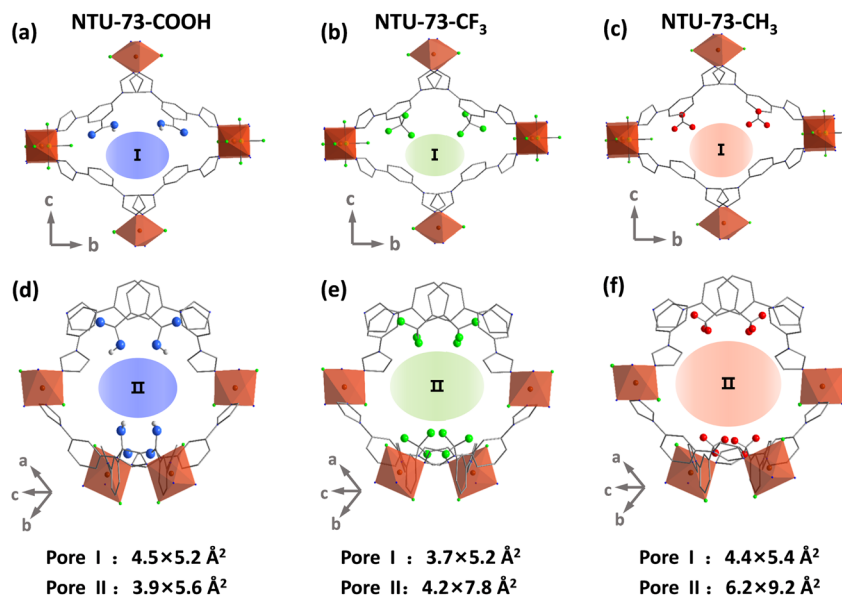 NTU-73-COOH
NTU-73-CF₃
NTU-73-CH₃
(a)
(b)
(c)
I
I
I
c
b
c
b
c
b
(d)
(e)
(f)
II
II
II
a
c
b
a
c
b
a
c
b
Pore I : 4.5×5.2 Å²
Pore II : 3.9×5.6 Å²
Pore I : 3.7×5.2 Å²
Pore II: 4.2×7.8 Å²
Pore I : 4.4×5.4 Å²
Pore II : 6.2×9.2 Å²